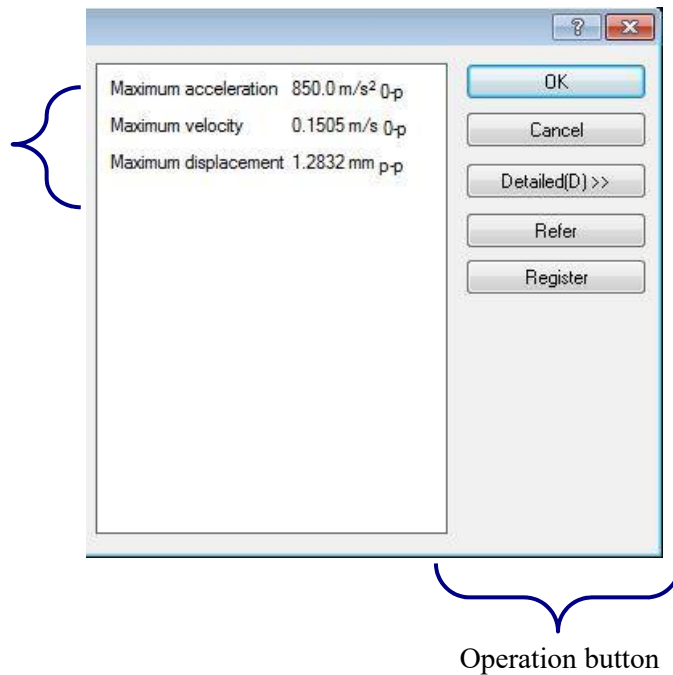 ?
Maximum acceleration 850.0 m/s² 0-p
Maximum velocity 0.1505 m/s 0-p
Maximum displacement 1.2832 mm p-p
OK
Cancel
Detailed(D) >>
Refer
Register
Operation button